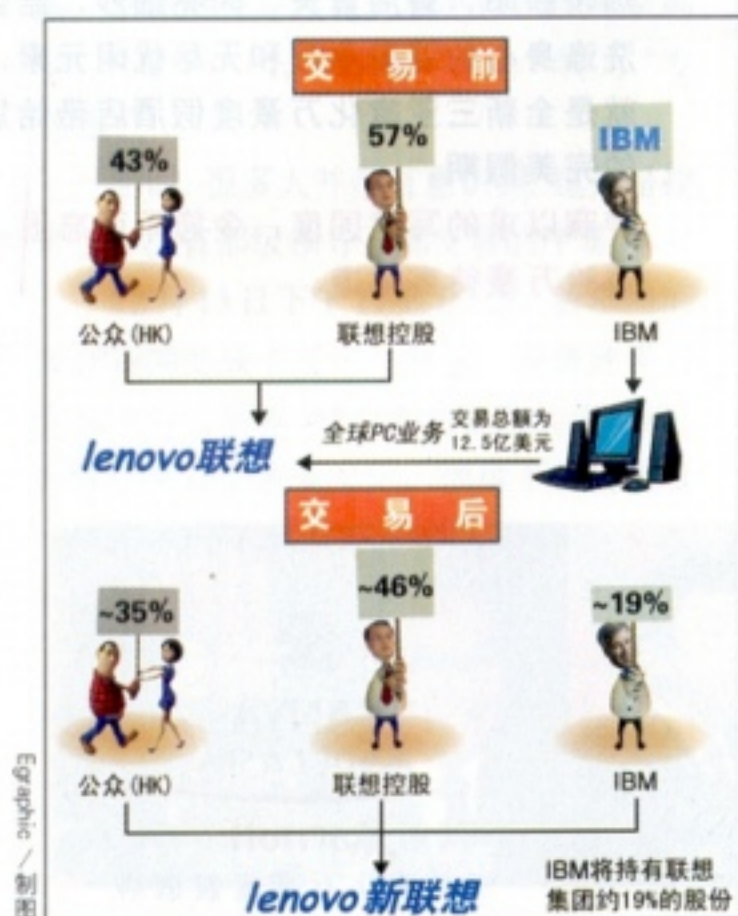 交易前
43%
57%
IBM
公众(HK)
联想控股
IBM
lenovo联想
全球PC业务
交易总额为
12.5亿美元
交易后
~35%
~46%
~19%
公众(HK)
联想控股
IBM
lenovo新联想
IBM将持有联想
集团约19%的股份
Egraphic / 制图